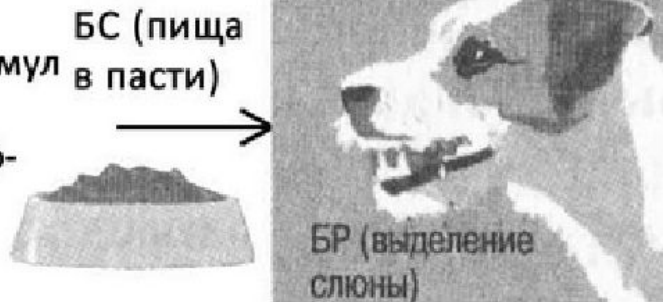 БС (пища
мул в пасти)
БР (выделение
слюны)